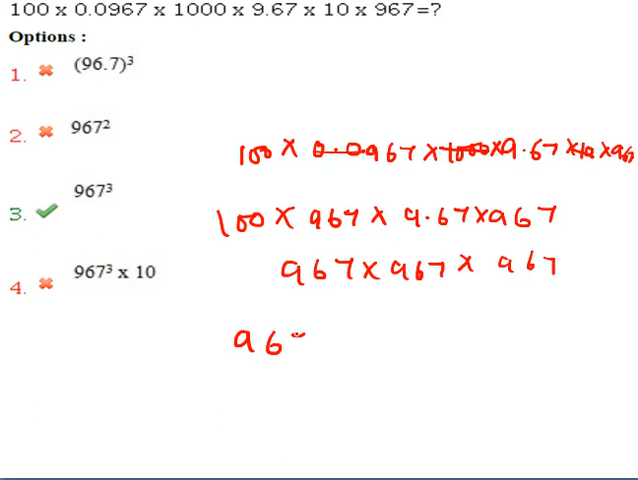 100 x 0.0967 x 1000 x 9.67 x 10 x 967=?
Options :
1. (96.7)³
2. 967²
100 × 0.0967 × 1000 × 9.67 × 10 × 967
3. 967³
100 × 967 × 9.67 × 967
967 × 967 × 967
4. 967³ x 10
96